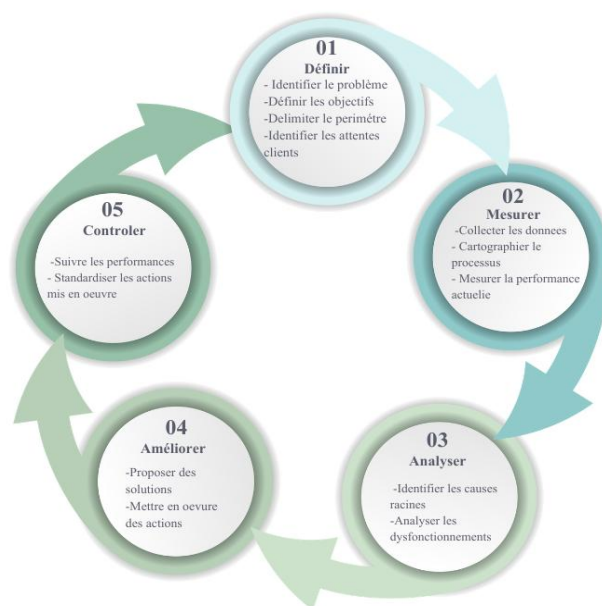 01
Définir
- Identifier le problème
-Définir les objectifs
-Delimiter le perimétre
-Identifier les attentes
clients
02
Mesurer
-Collecter les donnees
- Cartographier le
processus
- Mesurer la performance
actuelie
03
Analyser
-Identifier les causes
racines
-Analyser les
dysfonctionnements
04
Améliorer
-Proposer des
solutions
-Mettre en oevure
des actions
05
Controler
-Suivre les performances
- Standardiser les actions
mis en oeuvre